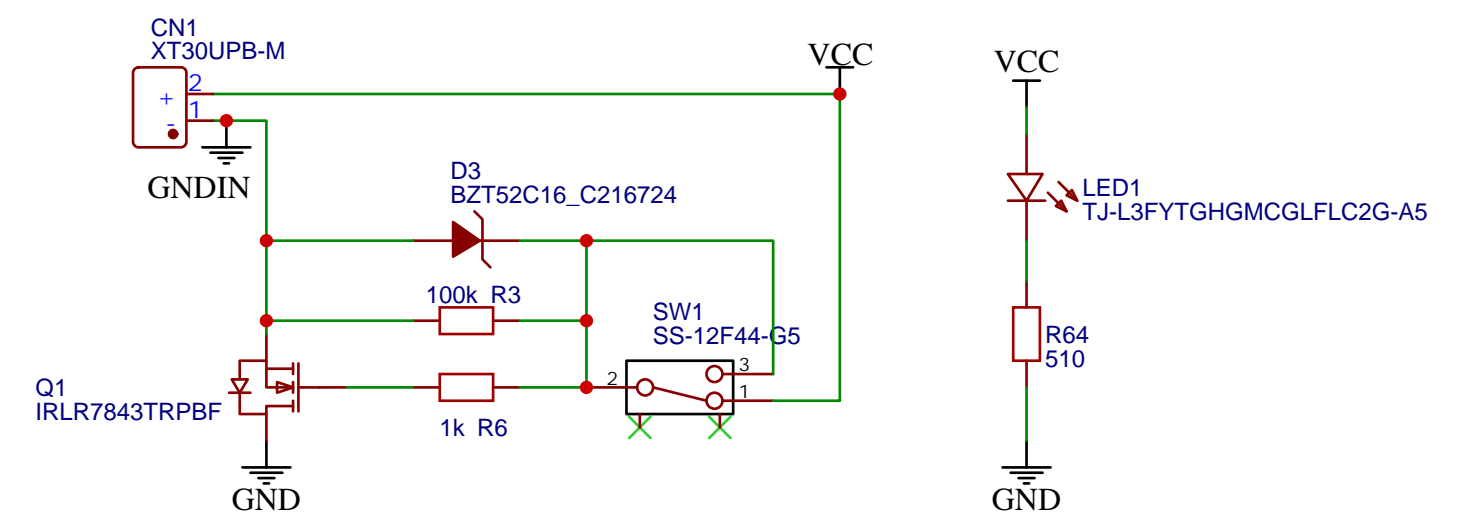 CN1
XT30UPB-M
2
+
1
-
GNDIN
VCC
VCC
D3
BZT52C16_C216724
LED1
TJ-L3FYTGHGMCGLFLC2G-A5
100k R3
SW1
SS-12F44-G5
3
2
1
R64
510
Q1
IRLR7843TRPBF
1k R6
GND
GND